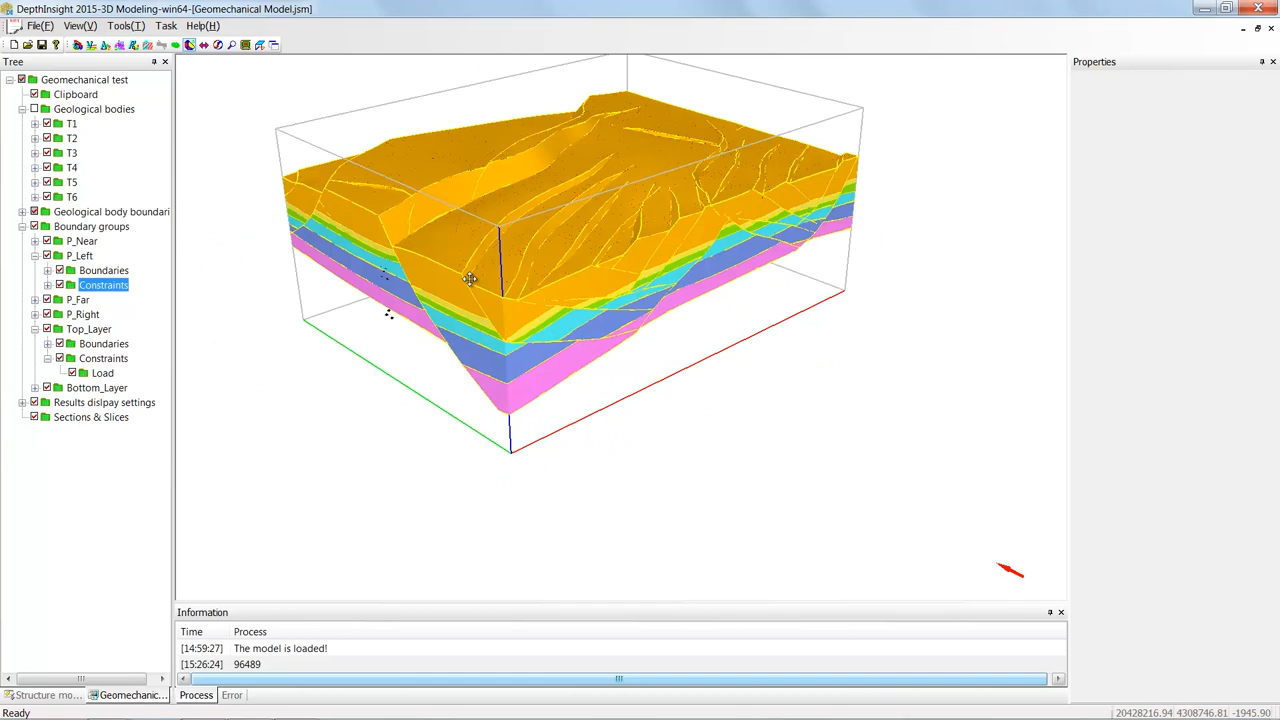 DepthInsight 2015-3D Modeling-win64-[Geomechanical Model.jsm]
File(F) View(V) Tools(T) Task Help(H)
Tree
Properties
Geomechanical test
Clipboard
Geological bodies
T1
T2
T3
T4
T5
T6
Geological body boundari
Boundary groups
P_Near
P_Left
Boundaries
Constraints
P_Far
P_Right
Top_Layer
Boundaries
Constraints
Load
Bottom_Layer
Results dislpay settings
Sections & Slices
Information
Time Process
[14:59:27] The model is loaded!
[15:26:24] 96489
Structure mo... Geomechanic...
Process Error
Ready
20428216.94 4308746.81 -1945.90